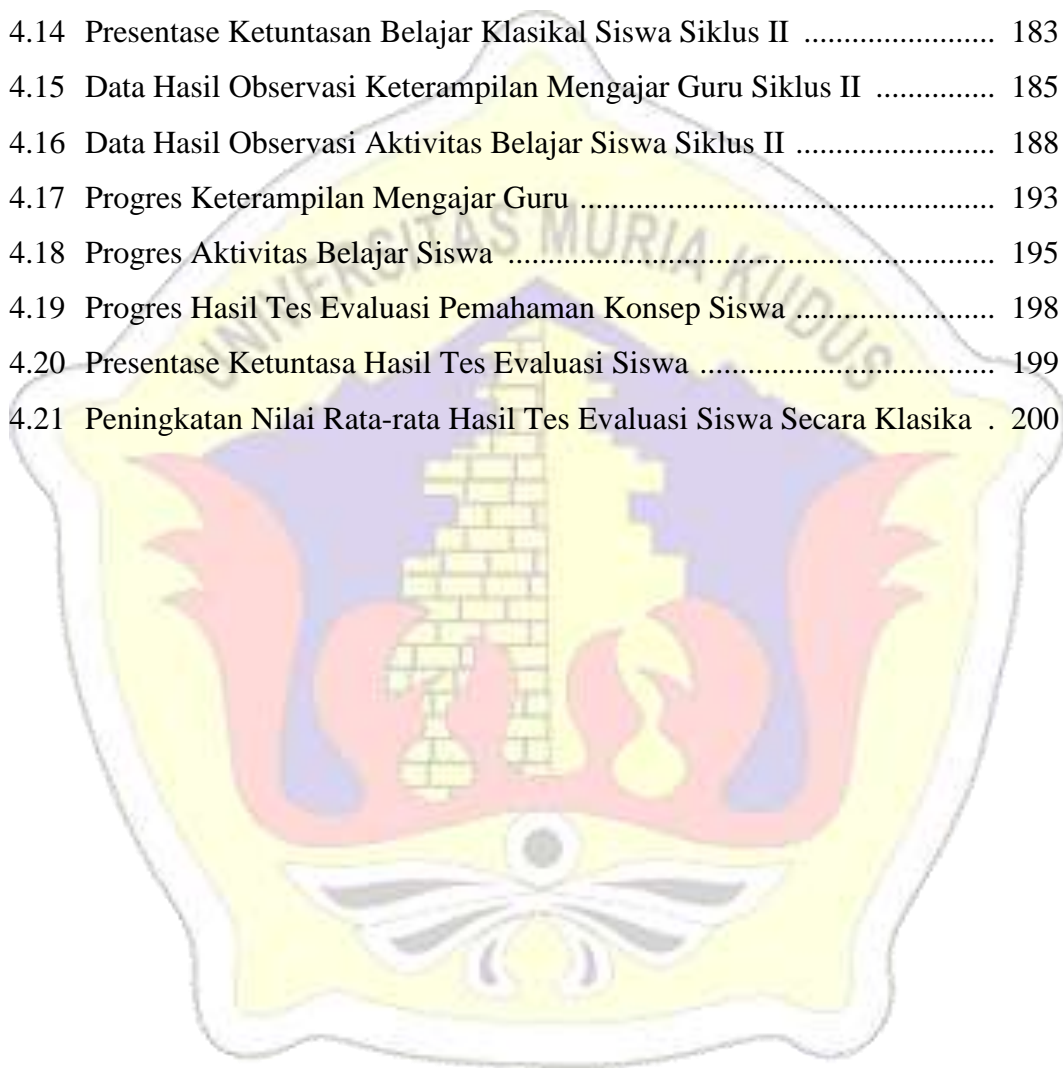 4.14 Presentase Ketuntasan Belajar Klasikal Siswa Siklus II ........................ 183
4.15 Data Hasil Observasi Keterampilan Mengajar Guru Siklus II ............... 185
4.16 Data Hasil Observasi Aktivitas Belajar Siswa Siklus II ......................... 188
4.17 Progres Keterampilan Mengajar Guru .................................................... 193
4.18 Progres Aktivitas Belajar Siswa ............................................................. 195
4.19 Progres Hasil Tes Evaluasi Pemahaman Konsep Siswa ......................... 198
4.20 Presentase Ketuntasa Hasil Tes Evaluasi Siswa ..................................... 199
4.21 Peningkatan Nilai Rata-rata Hasil Tes Evaluasi Siswa Secara Klasika . 200
UNIVERSITAS MURIA KUDUS